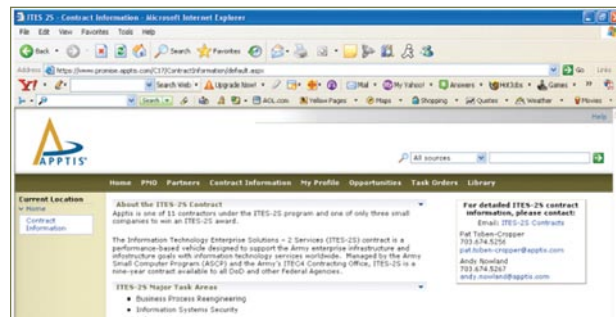 ITES 2S - Contract Information - Microsoft Internet Explorer
File Edit View Favorites Tools Help
Back Search Favorites
Address https://www.promise.apptis.com/C17/ContractInformation/default.aspx Go Links
Y! Search Web Upgrade Now! Mail My Yahoo! Answers HotJobs Games
Search AOL.com Yellow Pages Maps Shopping Quotes Weather Movies
Help
APPTIS
All sources
Home PMO Partners Contract Information My Profile Opportunities Task Orders Library
Current Location
Home
Contract
Information
About the ITES-2S Contract
Apptis is one of 11 contractors under the ITES-2S program and one of only three small
companies to win an ITES-2S award.
The Information Technology Enterprise Solutions - 2 Services (ITES-2S) contract is a
performance-based vehicle designed to support the Army enterprise infrastructure and
infostructure goals with information technology services worldwide. Managed by the Army
Small Computer Program (ASCP) and the Army's ITEC4 Contracting Office, ITES-2S is a
nine-year contract available to all DoD and other Federal Agencies.
ITES-2S Major Task Areas
• Business Process Reengineering
• Information Systems Security
For detailed ITES-2S contract
information, please contact:
Email: ITES-2S Contracts
Pat Toben-Cropper
703.674.5256
pat.toben-cropper@apptis.com
Andy Nowland
703.674.5267
andy.nowland@apptis.com